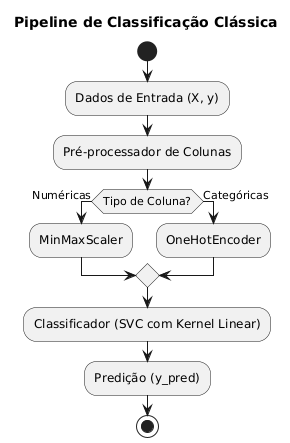 Pipeline de Classificação Clássica
Dados de Entrada (X, y)
Pré-processador de Colunas
Numéricas
Tipo de Coluna?
Categóricas
MinMaxScaler
OneHotEncoder
Classificador (SVC com Kernel Linear)
Predição (y_pred)